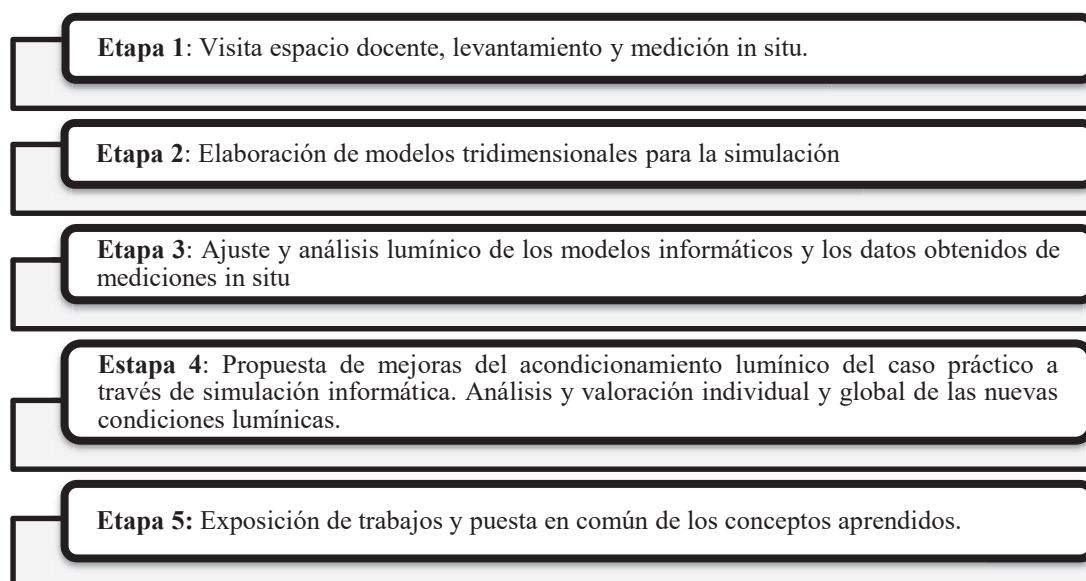 Etapa 1: Visita espacio docente, levantamiento y medición in situ.
Etapa 2: Elaboración de modelos tridimensionales para la simulación
Etapa 3: Ajuste y análisis lumínico de los modelos informáticos y los datos obtenidos de
mediciones in situ
Estapa 4: Propuesta de mejoras del acondicionamiento lumínico del caso práctico a
través de simulación informática. Análisis y valoración individual y global de las nuevas
condiciones lumínicas.
Etapa 5: Exposición de trabajos y puesta en común de los conceptos aprendidos.